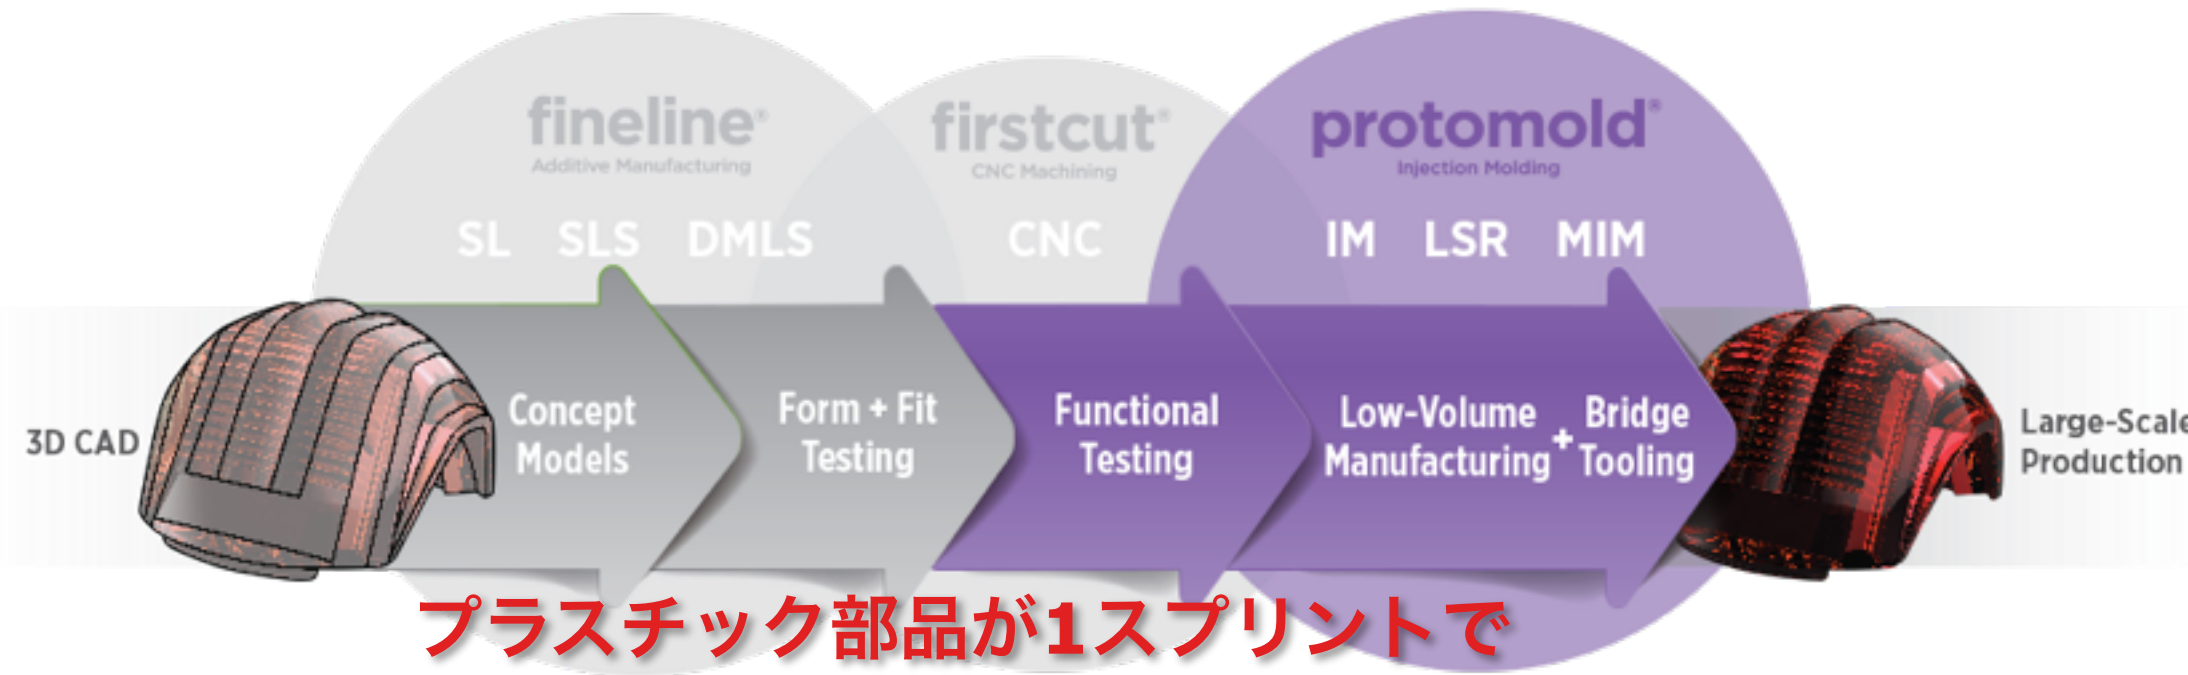 fineline®
Additive Manufacturing
SL SLS DMLS
firstcut®
CNC Machining
CNC
protomold®
Injection Molding
IM LSR MIM
3D CAD
Concept
Models
Form + Fit
Testing
Functional
Testing
Low-Volume
Manufacturing
+
Bridge
Tooling
Large-Scale
Production
プラスチック部品が1スプリントで